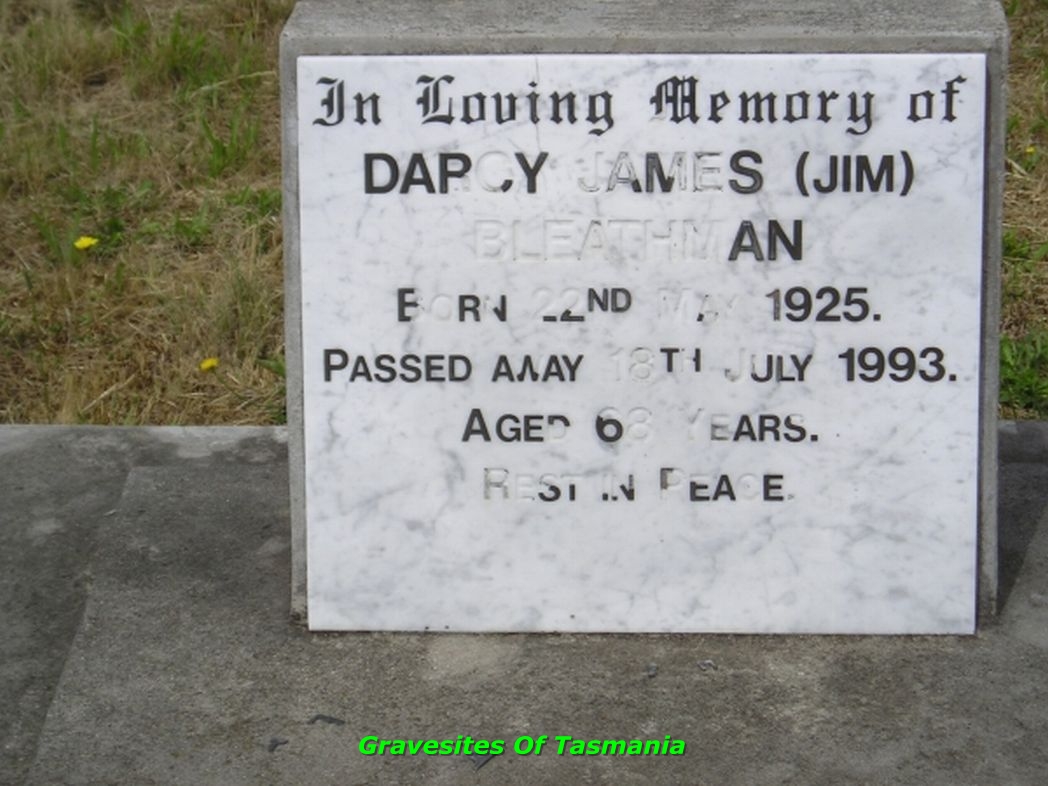 In Loving Memory of
DARCY JAMES (JIM)
BLEATHMAN
BORN 22ND MAY 1925.
PASSED AWAY 18TH JULY 1993.
AGED 68 YEARS.
REST IN PEACE.
Gravesites Of Tasmania